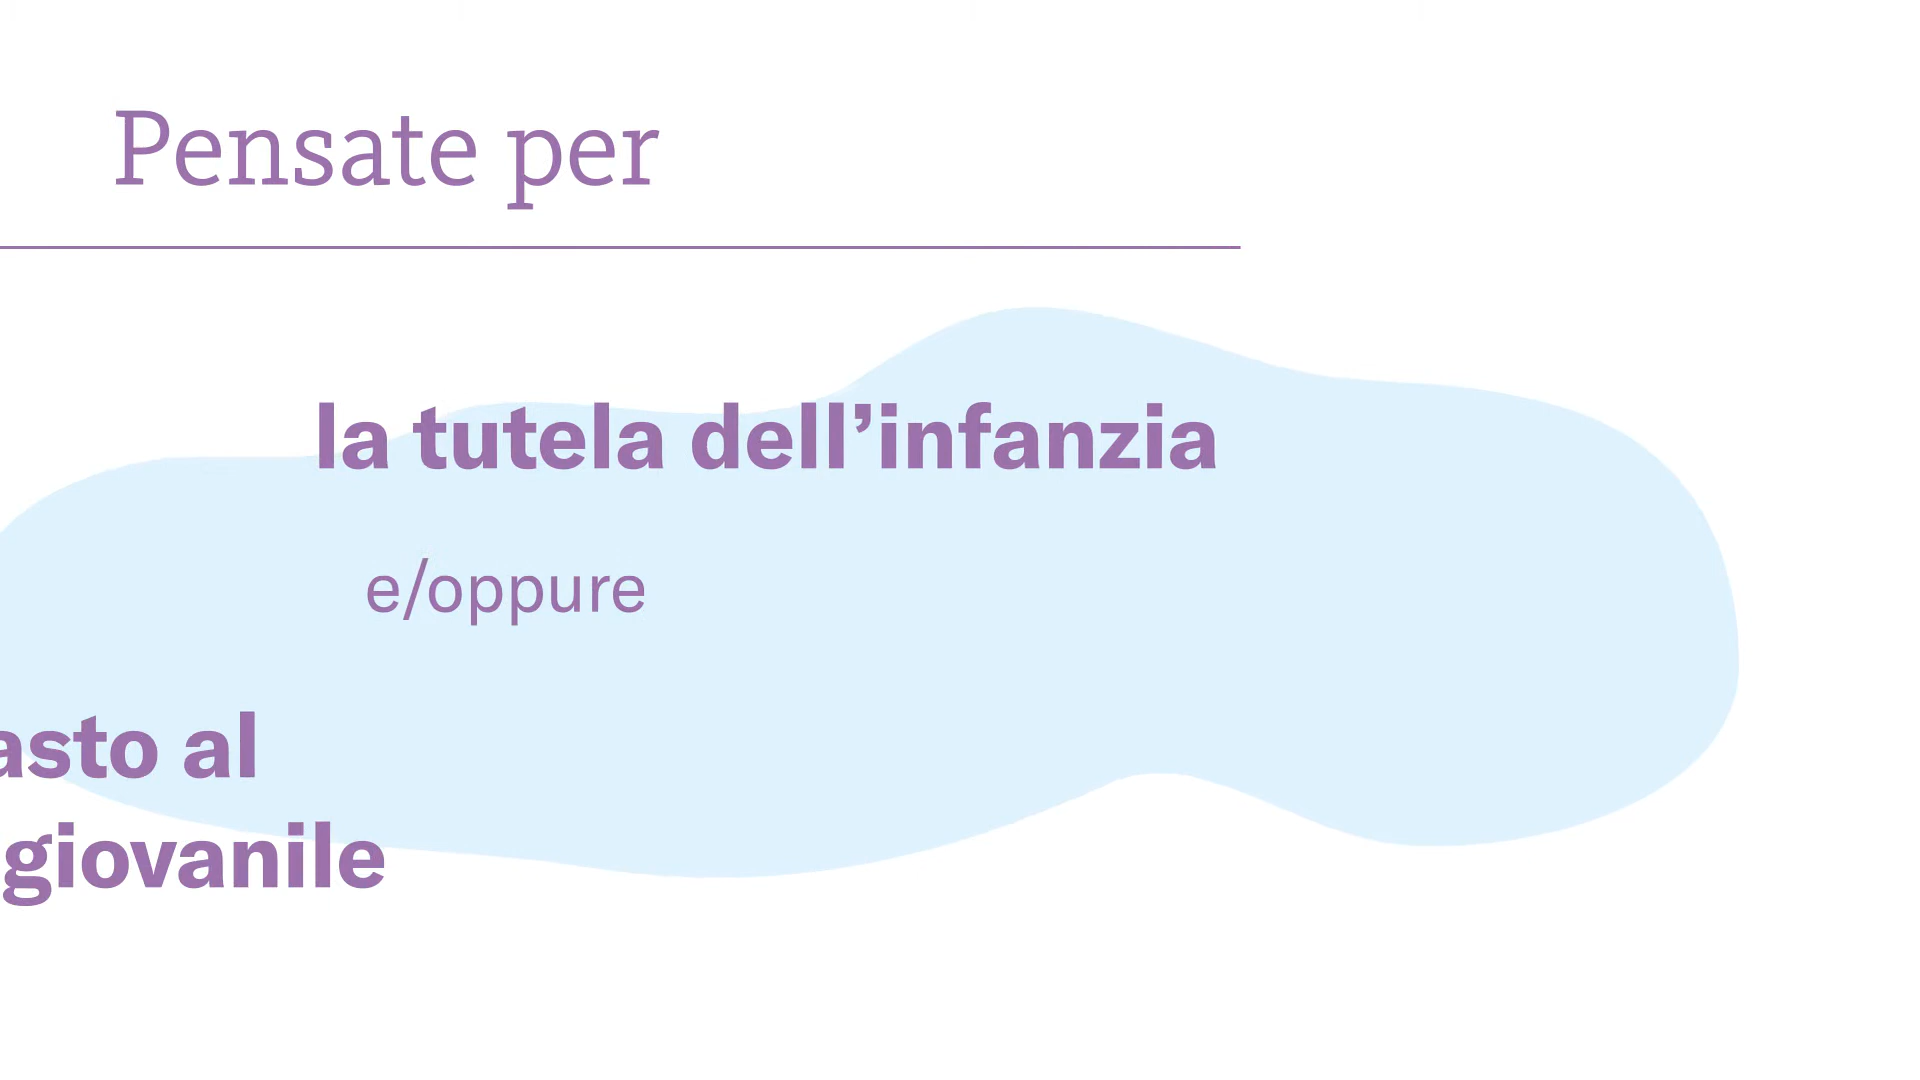 Pensate per
la tutela dell’infanzia
e/oppure
asto al
giovanile